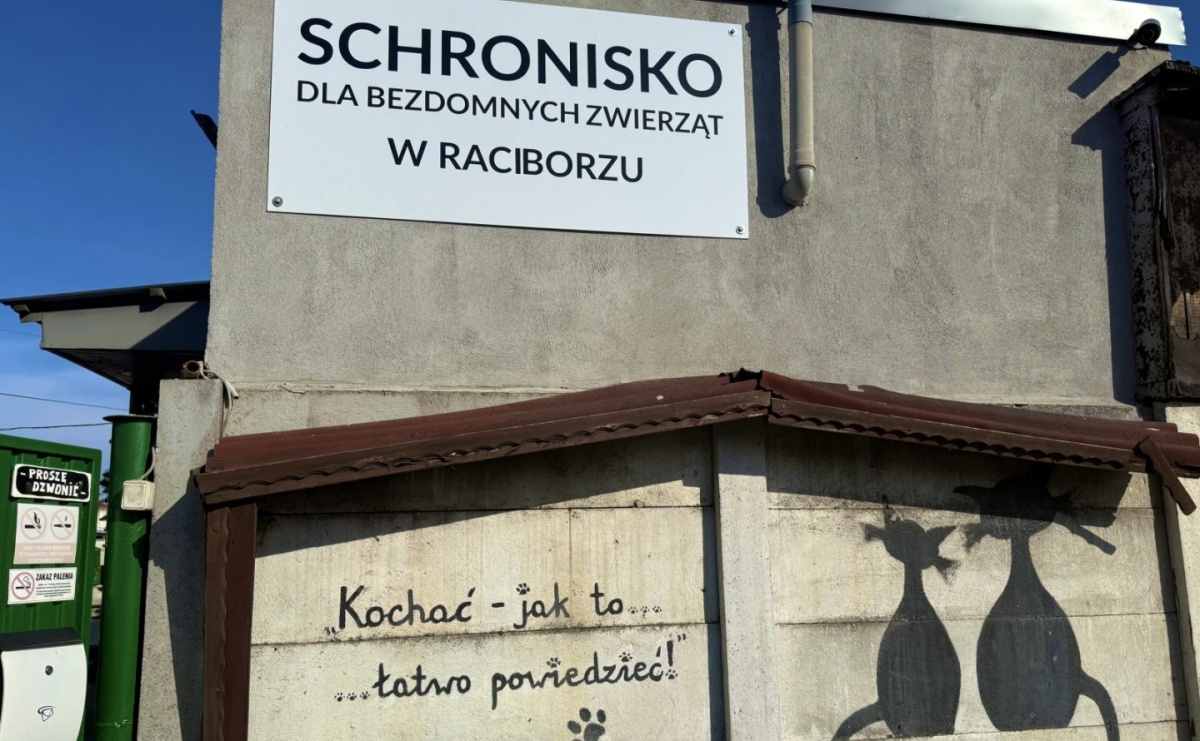 SCHRONISKO
DLA BEZDOMNYCH ZWIERZĄT
W RACIBORZU
- PROSZĘ
DZWONIĆ -
ZAKAZ PALENIA
„Kochać - jak to....
....łatwo powiedzieć!"